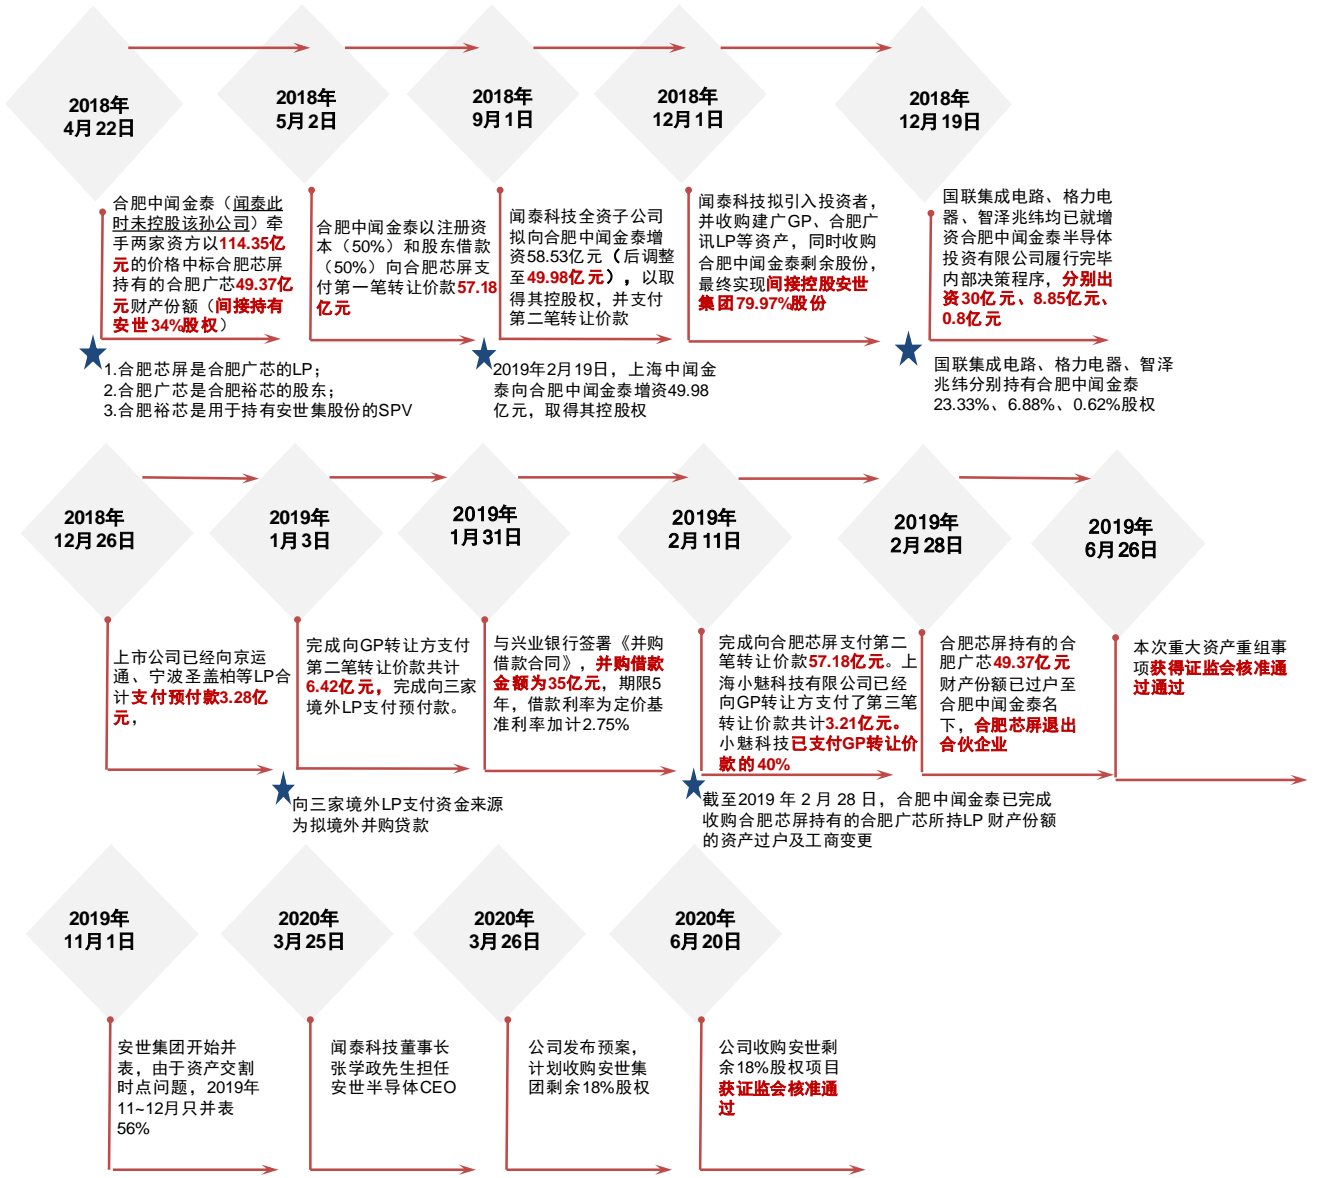 2018年
4月22日
2018年
5月2日
2018年
9月1日
2018年
12月1日
2018年
12月19日
合肥中闻金泰（闻泰此
时未控股该孙公司）牵
手两家资方以114.35亿
元的价格中标合肥芯屏
持有的合肥广芯49.37亿
元财产份额（间接持有
安世34%股权）
合肥中闻金泰以注册资
本（50%）和股东借款
（50%）向合肥芯屏支
付第一笔转让价款57.18
亿元
闻泰科技全资子公司
拟向合肥中闻金泰增
资58.53亿元（后调整
至49.98亿元），以取
得其控股权，并支付
第二笔转让价款
闻泰科技拟引入投资者，
并收购建广GP、合肥广
讯LP等资产，同时收购
合肥中闻金泰剩余股份，
最终实现间接控股安世
集团79.97%股份
国联集成电路、格力电
器、智泽兆纬均已就增
资合肥中闻金泰半导体
投资有限公司履行完毕
内部决策程序，分别出
资30亿元、8.85亿元、
0.8亿元
1.合肥芯屏是合肥广芯的LP；
2.合肥广芯是合肥裕芯的股东；
3.合肥裕芯是用于持有安世集股份的SPV
2019年2月19日，上海中闻金
泰向合肥中闻金泰增资49.98
亿元，取得其控股权
国联集成电路、格力电器、智泽
兆纬分别持有合肥中闻金泰
23.33%、6.88%、0.62%股权
2018年
12月26日
2019年
1月3日
2019年
1月31日
2019年
2月11日
2019年
2月28日
2019年
6月26日
上市公司已经向京运
通、宁波圣盖柏等LP合
计支付预付款3.28亿
元，
完成向GP转让方支付
第二笔转让价款共计
6.42亿元，完成向三家
境外LP支付预付款。
与兴业银行签署《并购
借款合同》，并购借款
金额为35亿元，期限5
年，借款利率为定价基
准利率加计2.75%
完成向合肥芯屏支付第二
笔转让价款57.18亿元。上
海小魅科技有限公司已经
向GP转让方支付了第三笔
转让价款共计3.21亿元。
小魅科技已支付GP转让价
款的40%
合肥芯屏持有的合
肥广芯49.37亿元
财产份额已过户至
合肥中闻金泰名
下，合肥芯屏退出
合伙企业
本次重大资产重组事
项获得证监会核准通
过通过
向三家境外LP支付资金来源
为拟境外并购贷款
截至2019 年 2 月 28 日，合肥中闻金泰已完成
收购合肥芯屏持有的合肥广芯所持LP 财产份额
的资产过户及工商变更
2019年
11月1日
2020年
3月25日
2020年
3月26日
2020年
6月20日
安世集团开始并
表，由于资产交割
时点问题，2019年
11~12月只并表
56%
闻泰科技董事长
张学政先生担任
安世半导体CEO
公司发布预案，
计划收购安世集
团剩余18%股权
公司收购安世剩
余18%股权项目
获证监会核准通
过